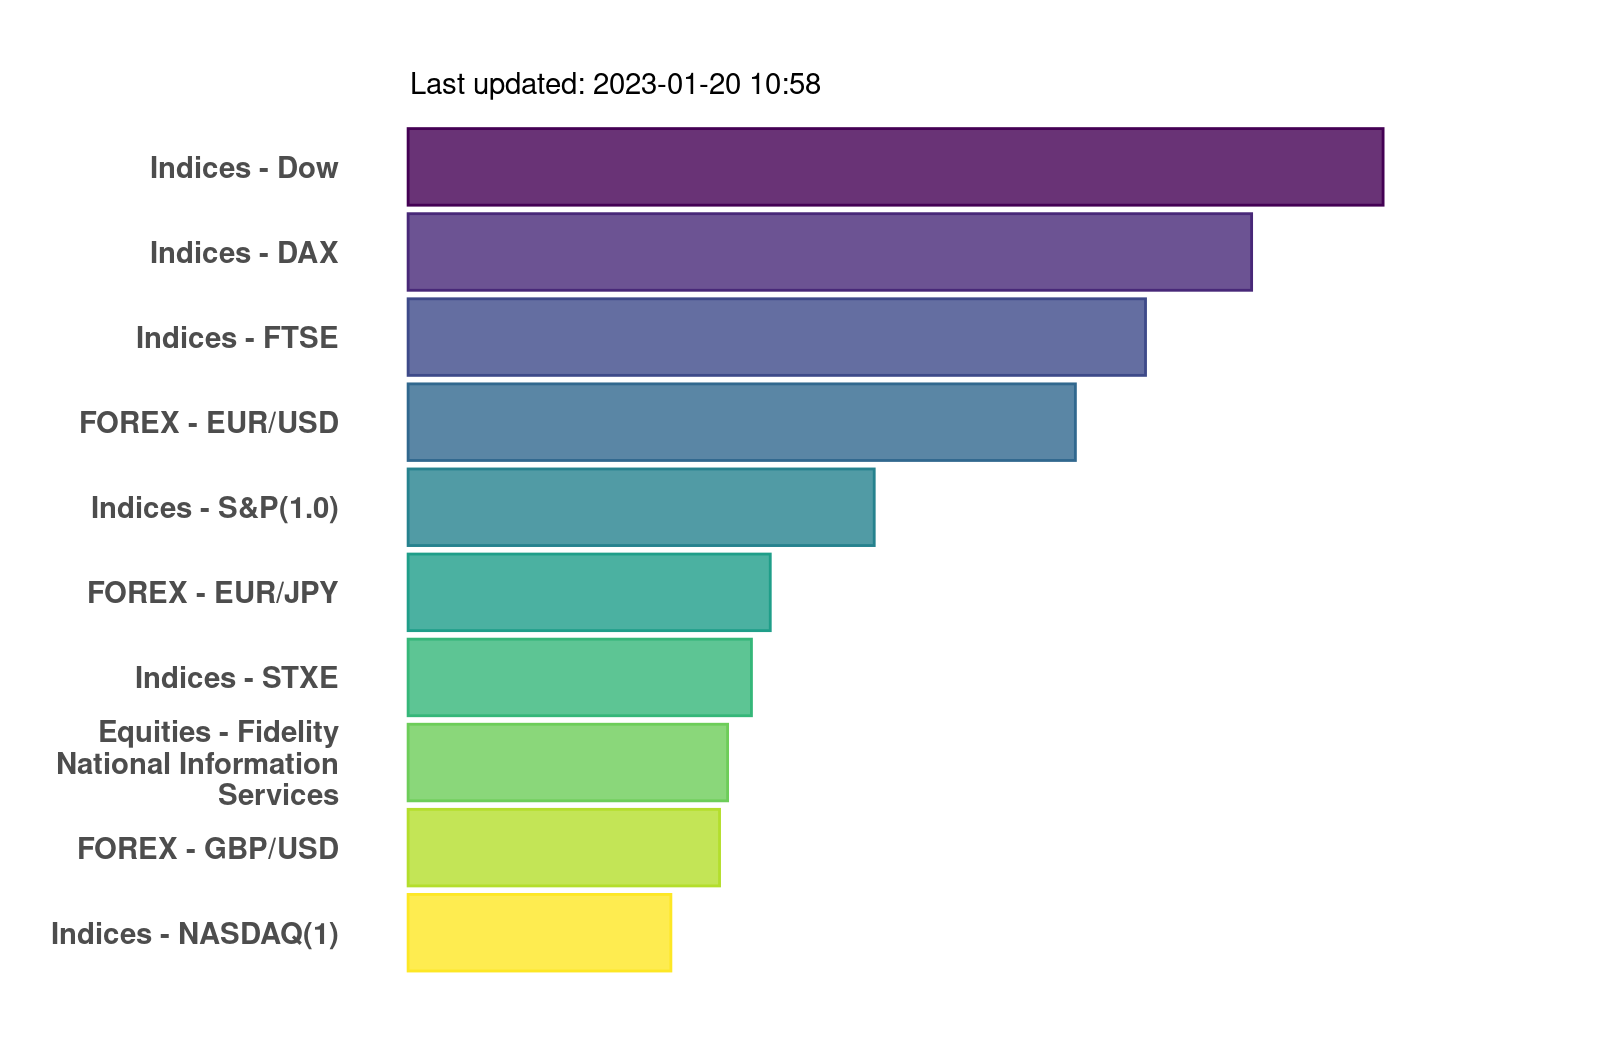 Last updated: 2023-01-20 10:58
Indices - Dow
Indices - DAX
Indices - FTSE
FOREX - EUR/USD
Indices - S&P(1.0)
FOREX - EUR/JPY
Indices - STXE
Equities - Fidelity
National Information
Services
FOREX - GBP/USD
Indices - NASDAQ(1)